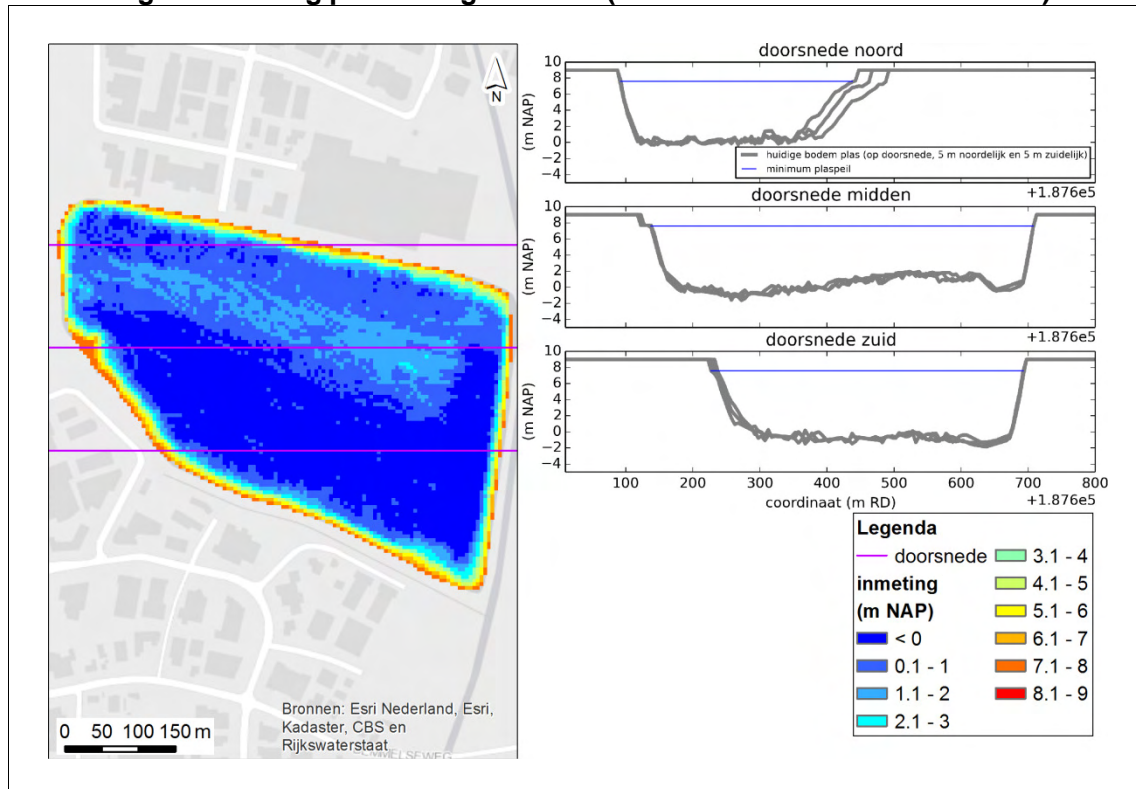 N
Bronnen: Esri Nederland, Esri,
Kadaster, CBS en
Rijkswaterstaat
0 50 100 150 m
doorsnede noord
10
8
6
4
2
0
−2
−4
(m NAP)
huidige bodem plas (op doorsnede, 5 m noordelijk en 5 m zuidelijk)
minimum plaspeil
+1.876e5
doorsnede midden
10
8
6
4
2
0
−2
−4
(m NAP)
+1.876e5
doorsnede zuid
10
8
6
4
2
0
−2
−4
(m NAP)
100 200 300 400 500 600 700 800
coordinaat (m RD)
+1.876e5
Legenda
doorsnede
inmeting
(m NAP)
< 0
0.1 - 1
1.1 - 2
2.1 - 3
3.1 - 4
4.1 - 5
5.1 - 6
6.1 - 7
7.1 - 8
8.1 - 9